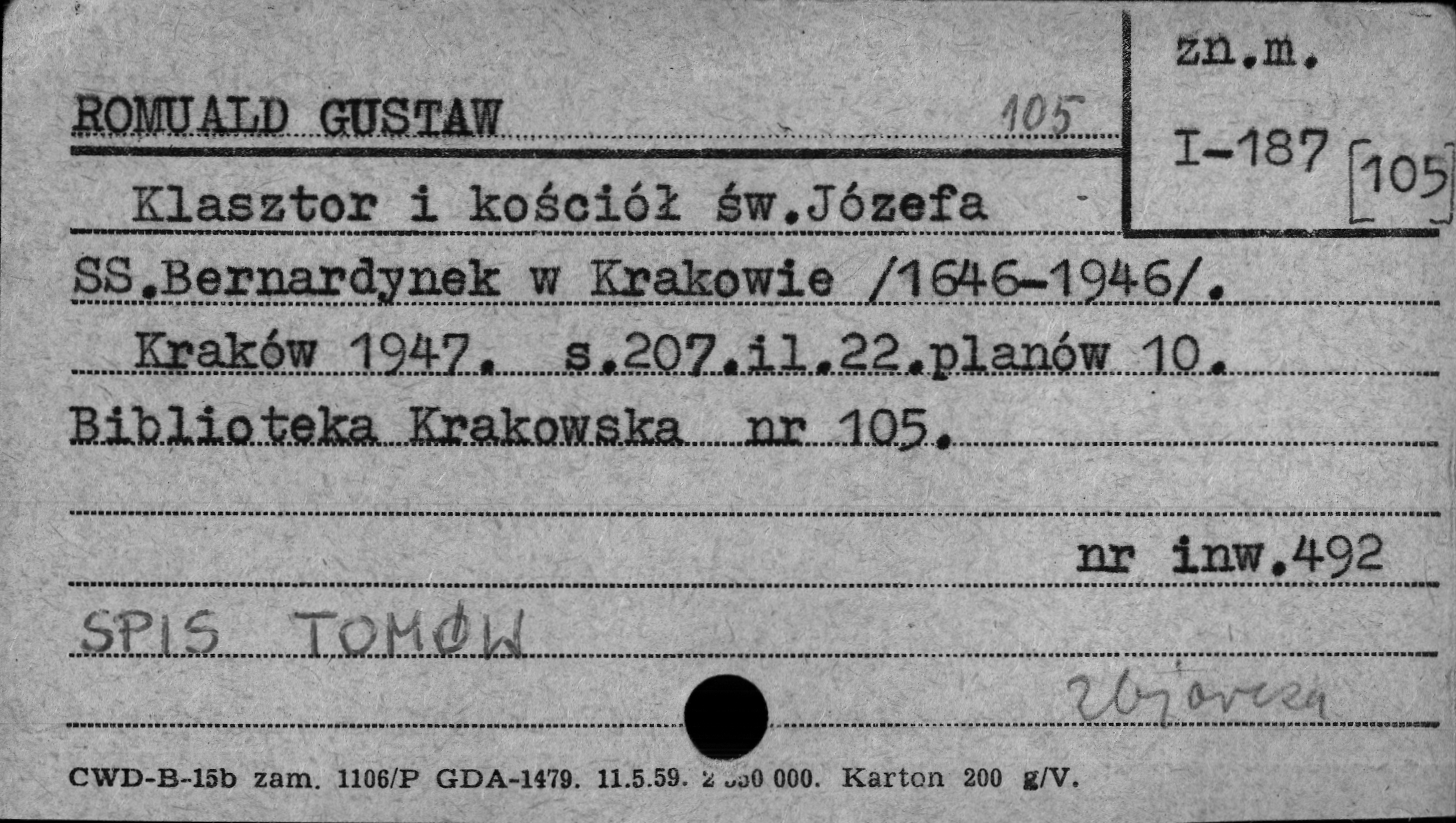 zn.m.
ROMUALD GUSTAW 105
I-187 [105]
Klasztor i kościół św.Józefa
SS.Bernardynek w Krakowie /1646-1946/.
Kraków 1947. s.207.il.22.planów 10.
Biblioteka Krakowska nr 105.
nr inw.492
SPIS TOMÓW
zbiorcza
CWD-B-15b zam. 1106/P GDA-1479. 11.5.59. 000. Karton 200 g/V.